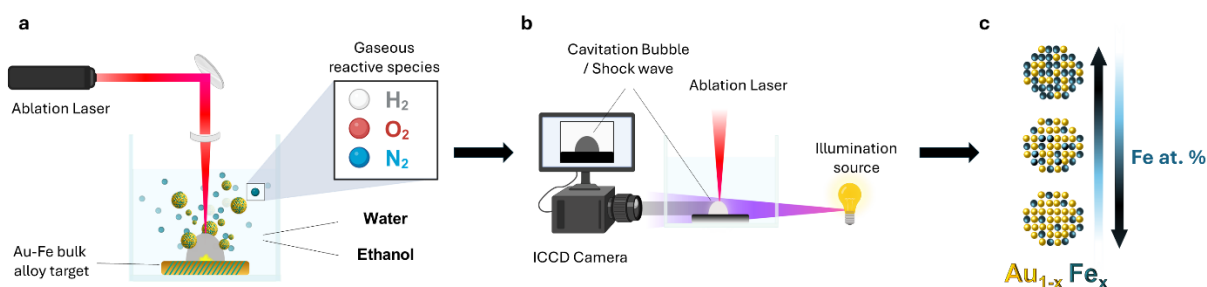 a
Ablation Laser
Gaseous
reactive species
H₂
O₂
N₂
Water
Ethanol
Au-Fe bulk
alloy target
b
Cavitation Bubble
/ Shock wave
Ablation Laser
Illumination
source
ICCD Camera
c
Fe at. %
Au₁₋ₓ Feₓ